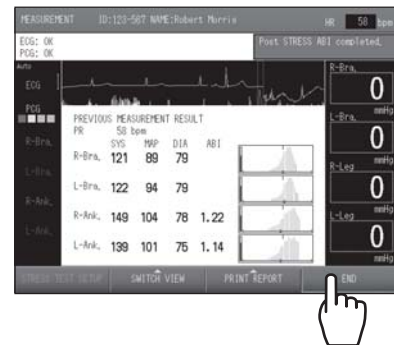 MEASUREMENT ID:123-567 NAME:Robert Morris HR 58 bpm
ECG: OK
PCG: OK
Post STRESS ABI completed.
Auto
ECG
PCG
R-Bra.
L-Bra.
R-Ank.
L-Ank.
PREVIOUS MEASUREMENT RESULT
PR 58 bpm
SYS MAP DIA ABI
R-Bra. 121 89 79
L-Bra. 122 94 79
R-Ank. 149 104 78 1.22
L-Ank. 139 101 75 1.14
R-Bra.
0
mmHg
L-Bra.
0
mmHg
R-Leg
0
mmHg
L-Leg
0
mmHg
STRESS TEST SETUP SWITCH VIEW PRINT REPORT END